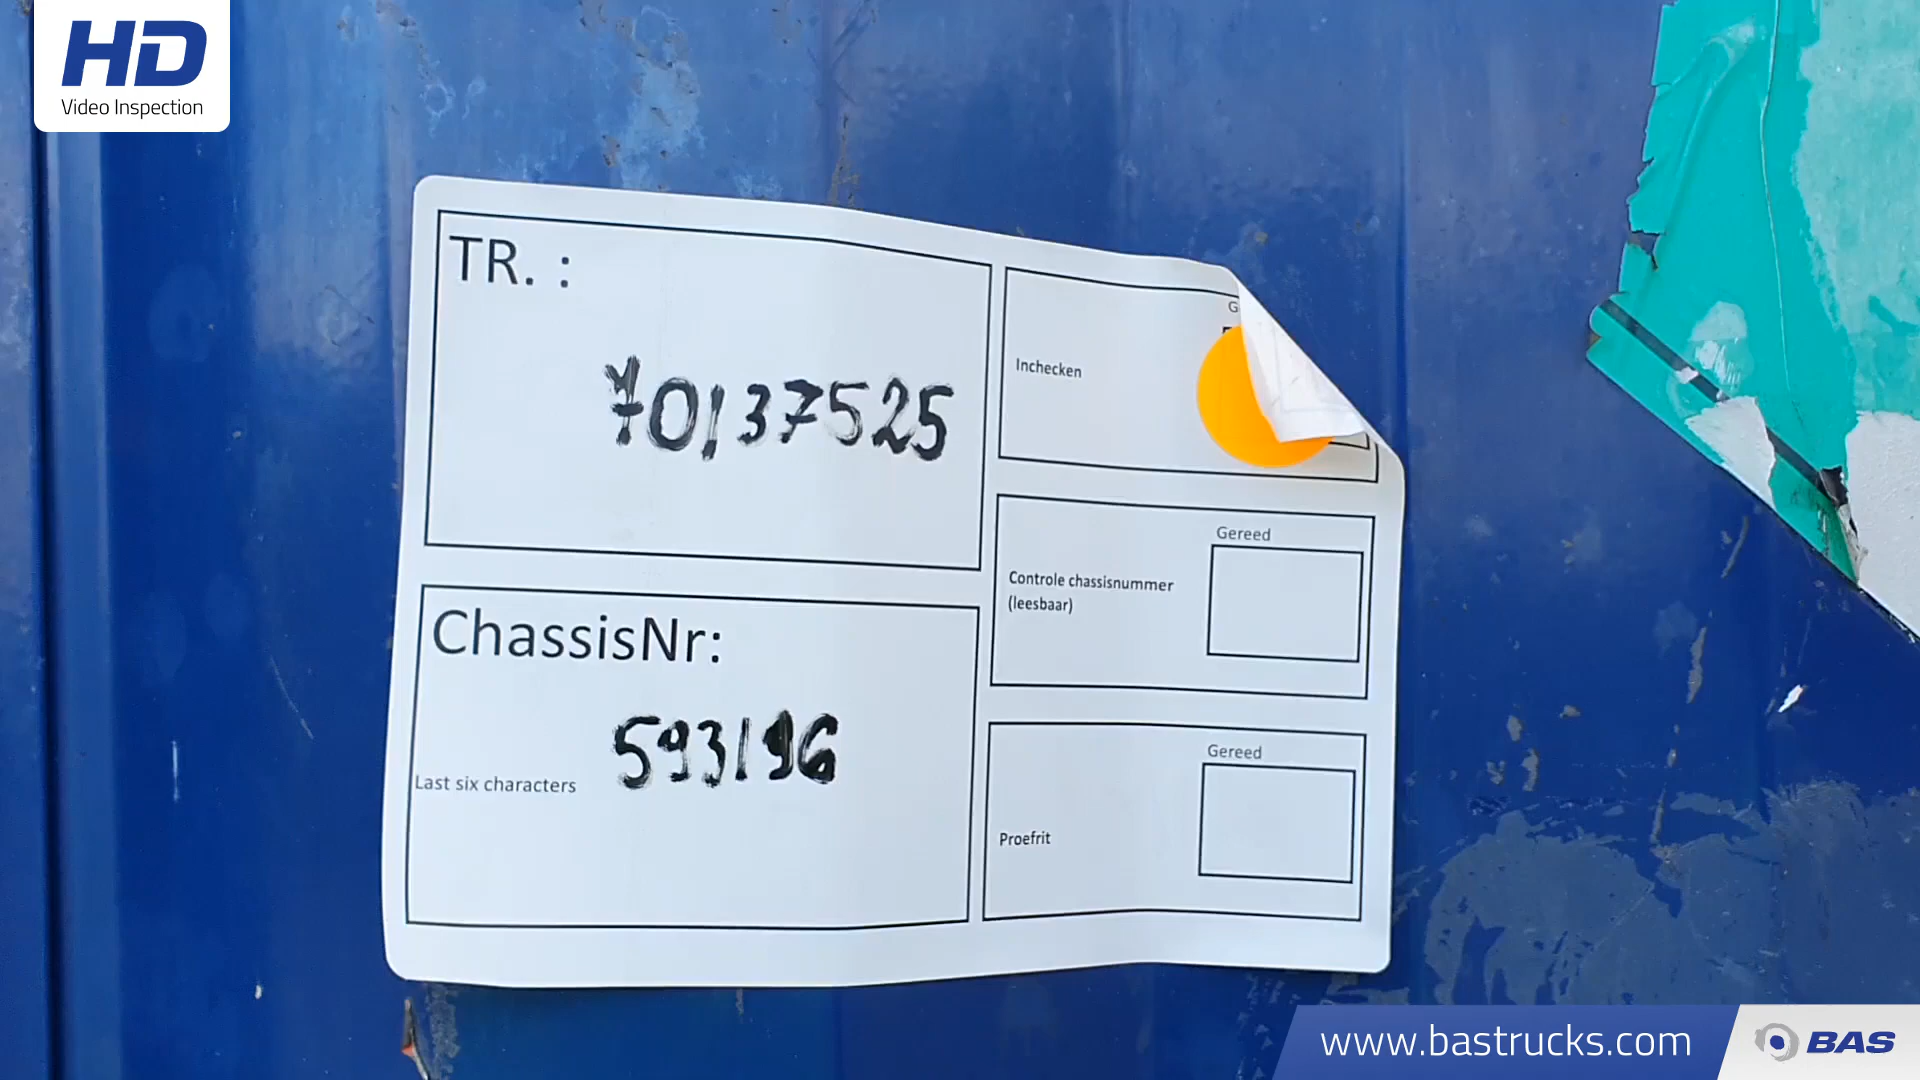 HD
Video Inspection
TR. :
70137525
ChassisNr:
593196
Last six characters
Inchecken
Gereed
Controle chassisnummer
(leesbaar)
Gereed
Proefrit
www.bastrucks.com
BAS